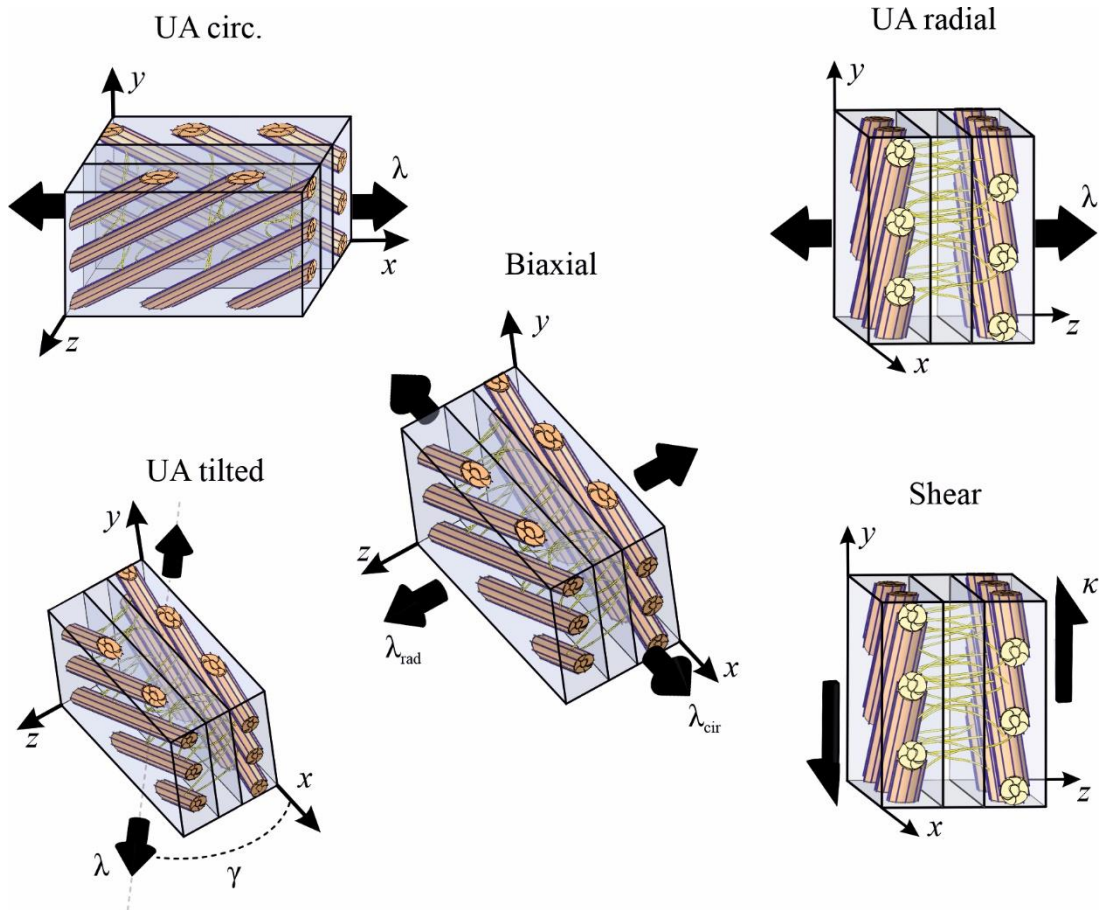 UA circ.
y
λ
x
z
UA radial
y
λ
z
x
Biaxial
y
z
λrad
x
λcir
UA tilted
y
z
x
λ
γ
Shear
y
κ
z
x